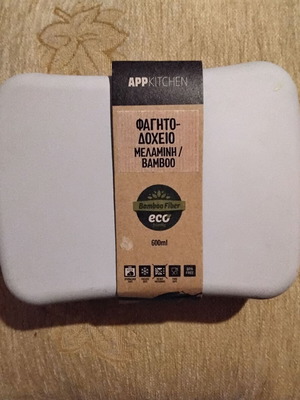 APPKITCHEN
ΦΑΓΗΤΟ-
ΔΟΧΕΙΟ
ΜΕΛΑΜΙΝΗ /
BAMBOO
Bamboo Fiber
eco
600ml